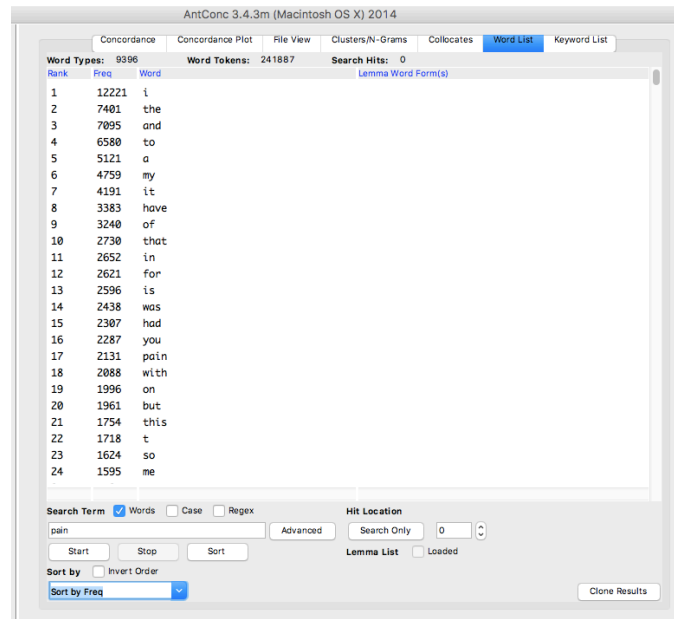 AntConc 3.4.3m (Macintosh OS X) 2014
Concordance Concordance Plot File View Clusters/N-Grams Collocates Word List Keyword List
Word Types: 9396 Word Tokens: 241887 Search Hits: 0
Rank Freq Word Lemma Word Form(s)
1 12221 i
2 7401 the
3 7095 and
4 6580 to
5 5121 a
6 4759 my
7 4191 it
8 3383 have
9 3240 of
10 2730 that
11 2652 in
12 2621 for
13 2596 is
14 2438 was
15 2307 had
16 2287 you
17 2131 pain
18 2088 with
19 1996 on
20 1961 but
21 1754 this
22 1718 t
23 1624 so
24 1595 me
Search Term Words Case Regex Hit Location
pain Advanced Search Only 0
Start Stop Sort Lemma List Loaded
Sort by Invert Order
Sort by Freq Clone Results